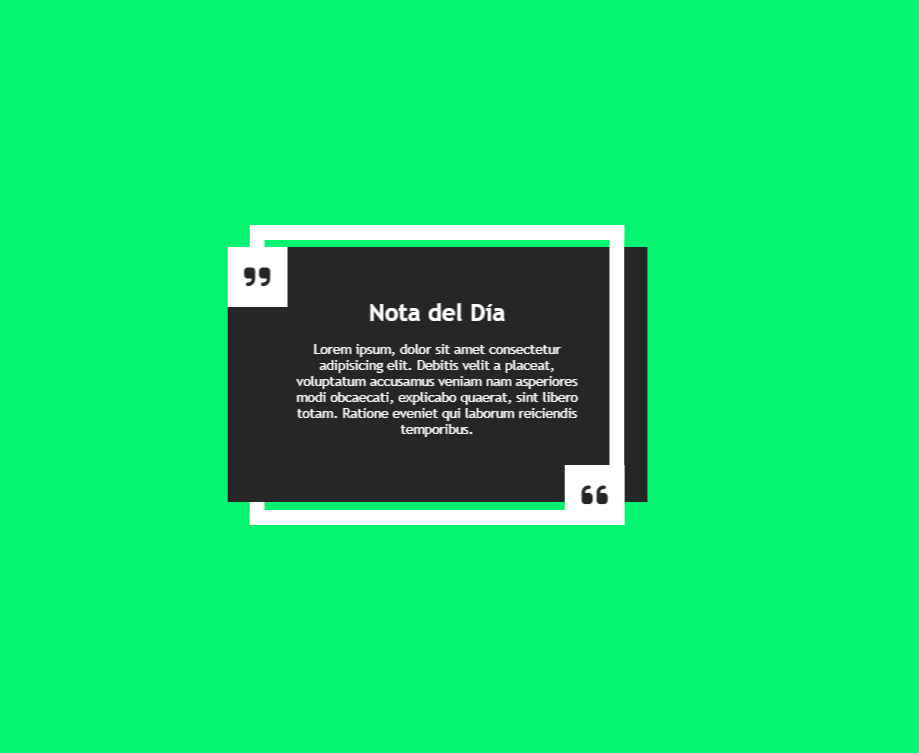 ”
Nota del Día
Lorem ipsum, dolor sit amet consectetur
adipisicing elit. Debitis velit a placeat,
voluptatum accusamus veniam nam asperiores
modi obcaecati, explicabo quaerat, sint libero
totam. Ratione eveniet qui laborum reiciendis
temporibus.
“